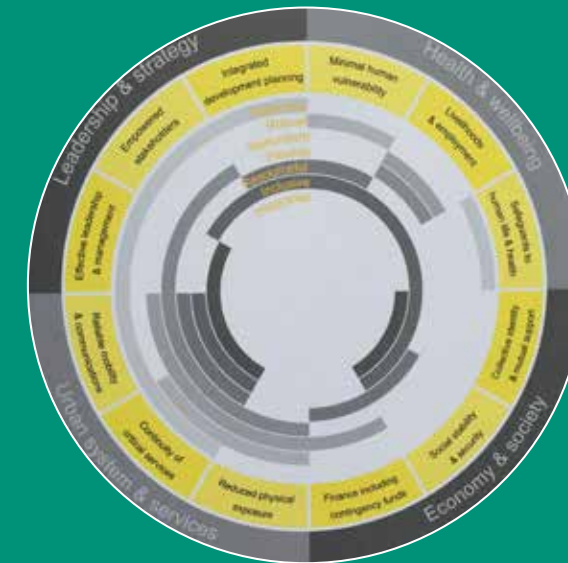 Leadership & strategy
Health & wellbeing
Economy & society
Urban system & services
Integrated
development planning
Minimal human
vulnerability
Livelihoods
& employment
Safeguards to
human life & health
Collective identity
& mutual support
Social stability
& security
Finance including
contingency funds
Reduced physical
exposure
Continuity of
critical services
Reliable mobility
& communications
Effective leadership
& management
Empowered
stakeholders
Inclusive